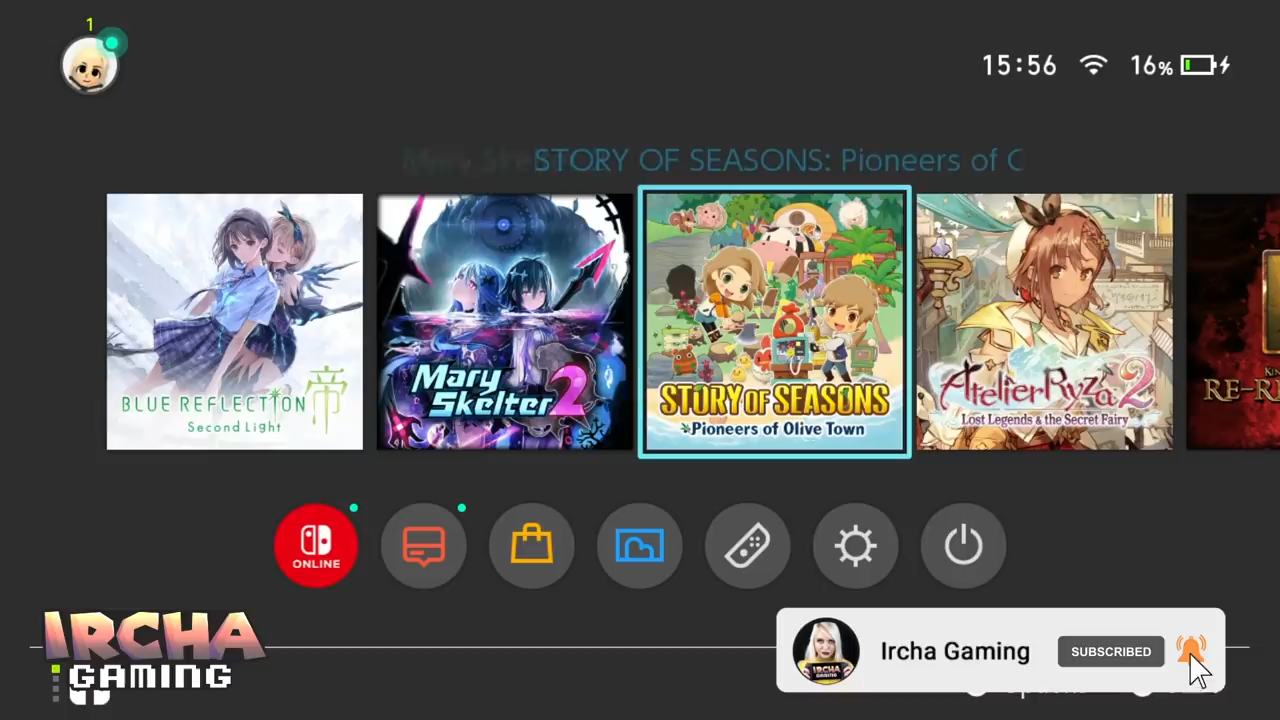 1
15:56
16%
STORY OF SEASONS: Pioneers of
BLUE REFLECTION 帝
Second Light
Mary
Skelter 2
STORY OF SEASONS
Pioneers of Olive Town
Atelier Ryza 2
Lost Legends & the Secret Fairy
ONLINE
IRCHA
GAMING
Ircha Gaming
SUBSCRIBED